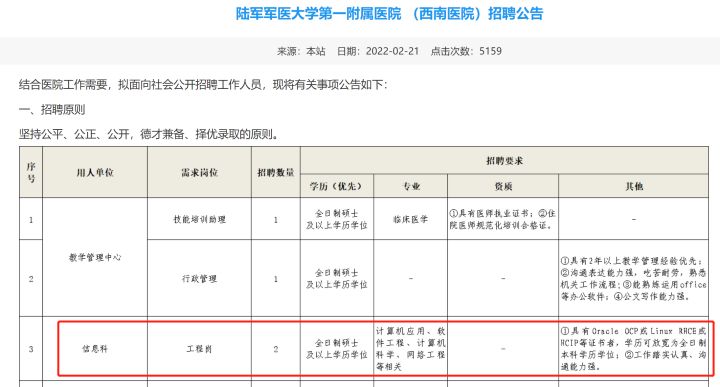 陆军军医大学第一附属医院 （西南医院）招聘公告
来源：本站 日期：2022-02-21 点击次数：5159
结合医院工作需要，拟面向社会公开招聘工作人员，现将有关事项公告如下：
一、招聘原则
坚持公平、公正、公开，德才兼备、择优录取的原则。
序号 用人单位 需求岗位 招聘数量 招聘要求
学历（优先） 专业 资质 其他
1 教学管理中心 技能培训助理 1 全日制硕士及以上学历学位 临床医学 ①具有医师执业证书；②住院医师规范化培训合格证。 -
2 行政管理 1 全日制硕士及以上学历学位 - - ①具有2年以上教学管理经验优先；②沟通表达能力强，吃苦耐劳，熟悉机关工作流程；③能熟练运用office等办公软件；④公文写作能力强。
3 信息科 工程岗 2 全日制硕士及以上学历学位 计算机应用、软件工程、计算机科学、网络工程等相关 - ①具有Oracle OCP或Linux RHCE或HCIP等证书者，学历可放宽为全日制本科学历学位；②工作踏实认真、沟通能力强。